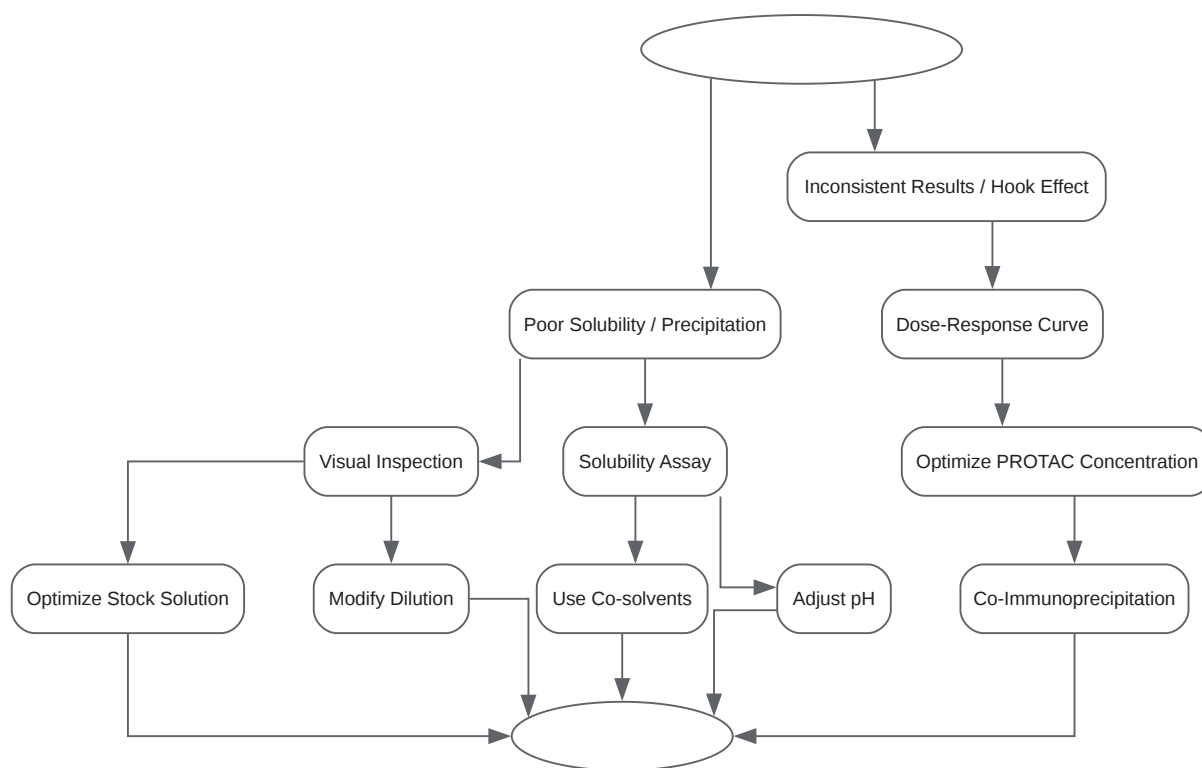 Inconsistent Results / Hook Effect
Poor Solubility / Precipitation
Dose-Response Curve
Visual Inspection
Solubility Assay
Optimize PROTAC Concentration
Optimize Stock Solution
Modify Dilution
Use Co-solvents
Adjust pH
Co-Immunoprecipitation